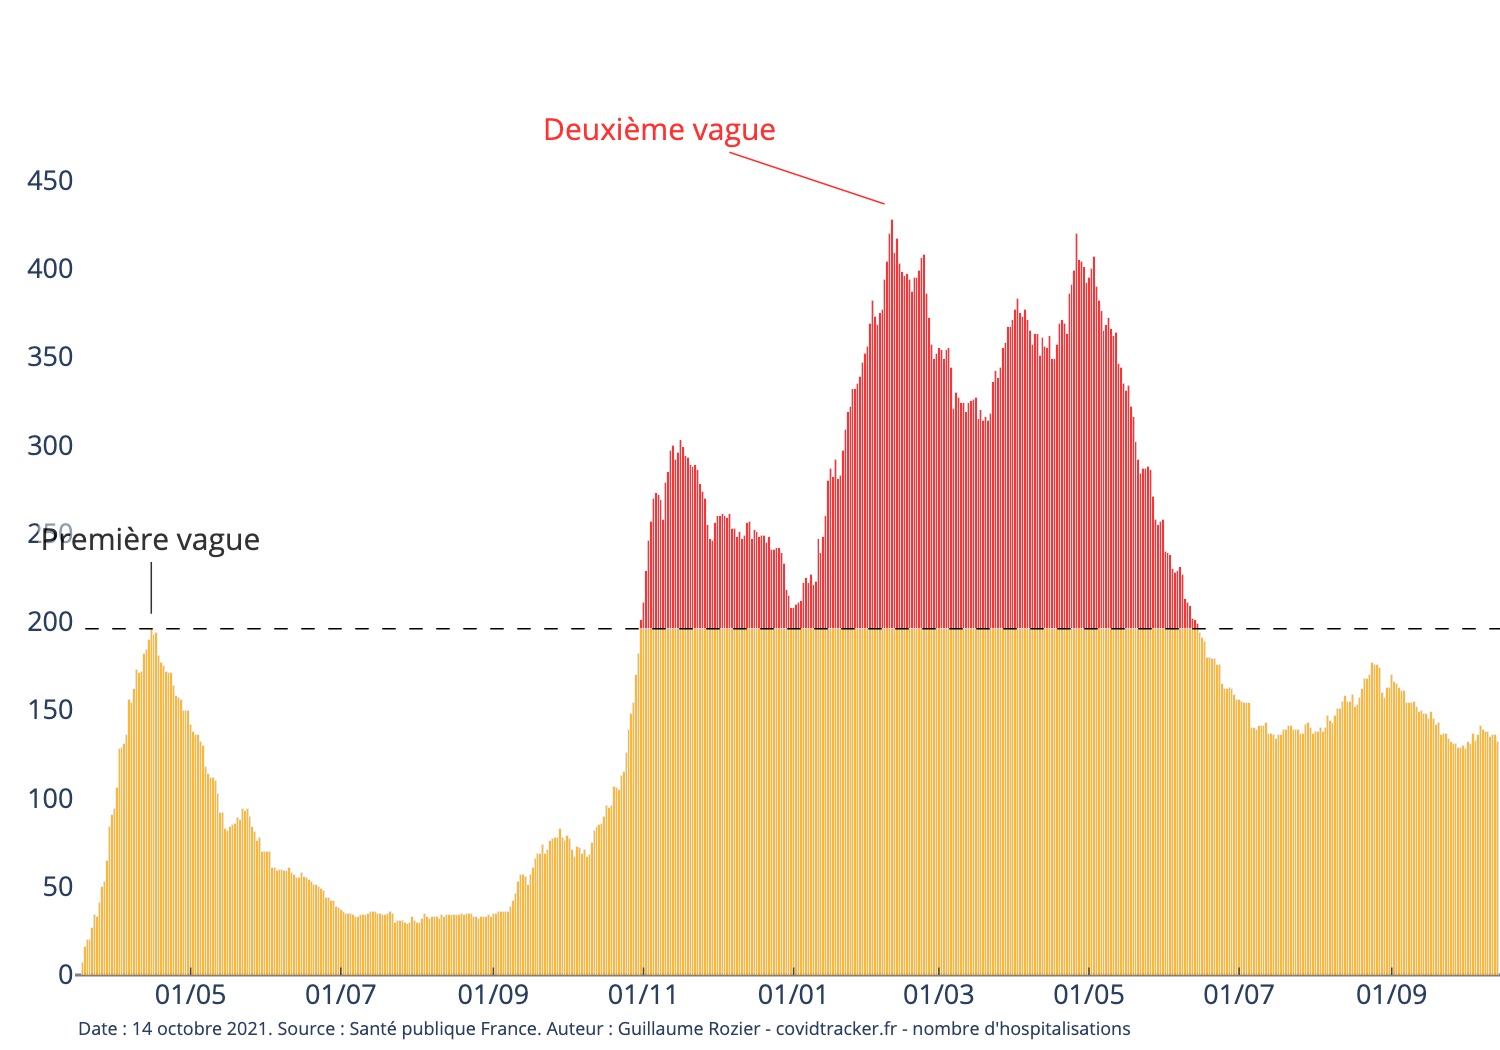 Deuxième vague
450
400
350
300
250
Première vague
200
150
100
50
0
01/05 01/07 01/09 01/11 01/01 01/03 01/05 01/07 01/09
Date : 14 octobre 2021. Source : Santé publique France. Auteur : Guillaume Rozier - covidtracker.fr - nombre d'hospitalisations